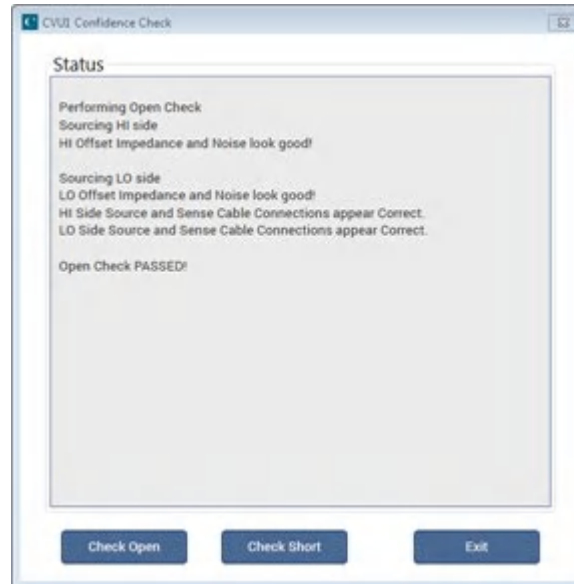 CVU1 Confidence Check
Status
Performing Open Check
Sourcing HI side
HI Offset Impedance and Noise look good!
Sourcing LO side
LO Offset Impedance and Noise look good!
HI Side Source and Sense Cable Connections appear Correct.
LO Side Source and Sense Cable Connections appear Correct.
Open Check PASSED!
Check Open
Check Short
Exit